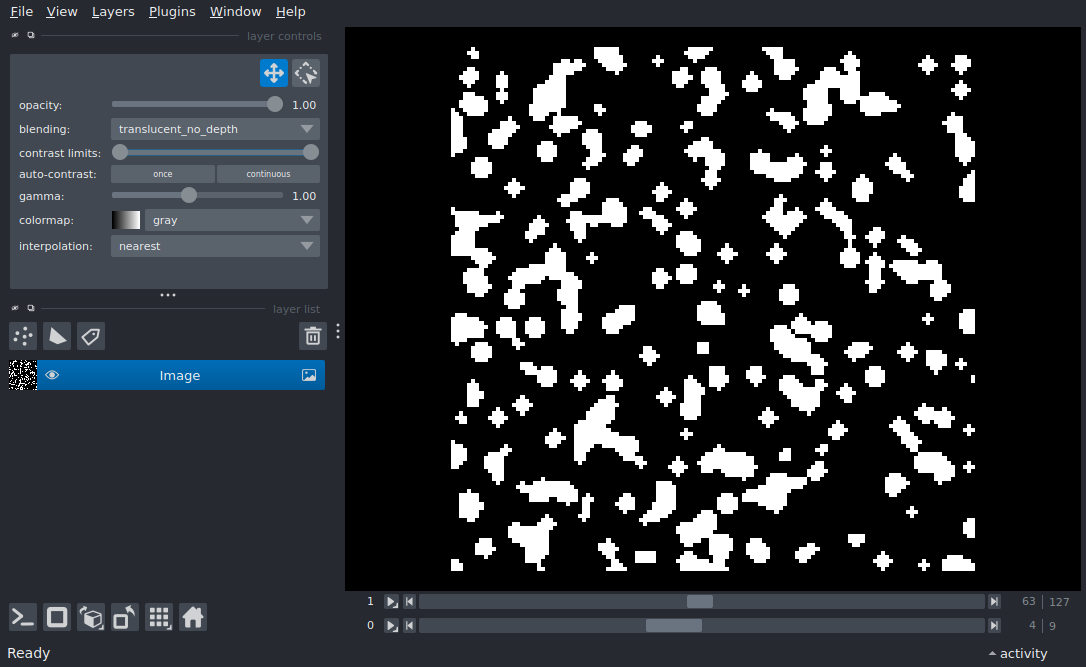 File View Layers Plugins Window Help
layer controls
opacity: 1.00
blending: translucent_no_depth
contrast limits:
auto-contrast: once continuous
gamma: 1.00
colormap: gray
interpolation: nearest
layer list
Image
1 63 127
0 4 9
Ready activity